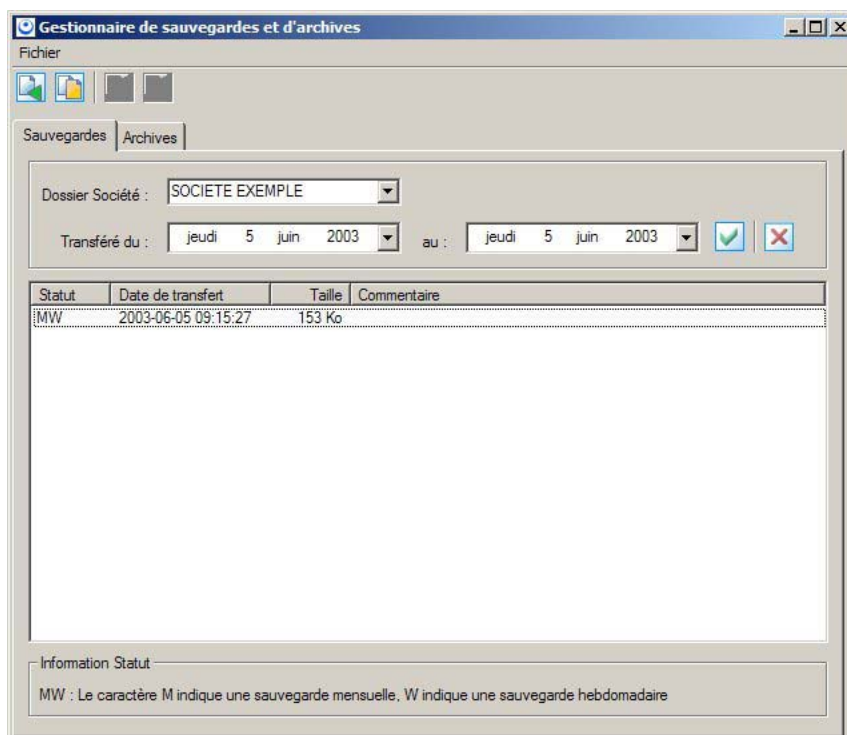 Gestionnaire de sauvegardes et d'archives
Fichier
Sauvegardes Archives
Dossier Société : SOCIETE EXEMPLE
Transféré du : jeudi 5 juin 2003 au : jeudi 5 juin 2003
Statut Date de transfert Taille Commentaire
MW 2003-06-05 09:15:27 153 Ko
Information Statut
MW : Le caractère M indique une sauvegarde mensuelle, W indique une sauvegarde hebdomadaire